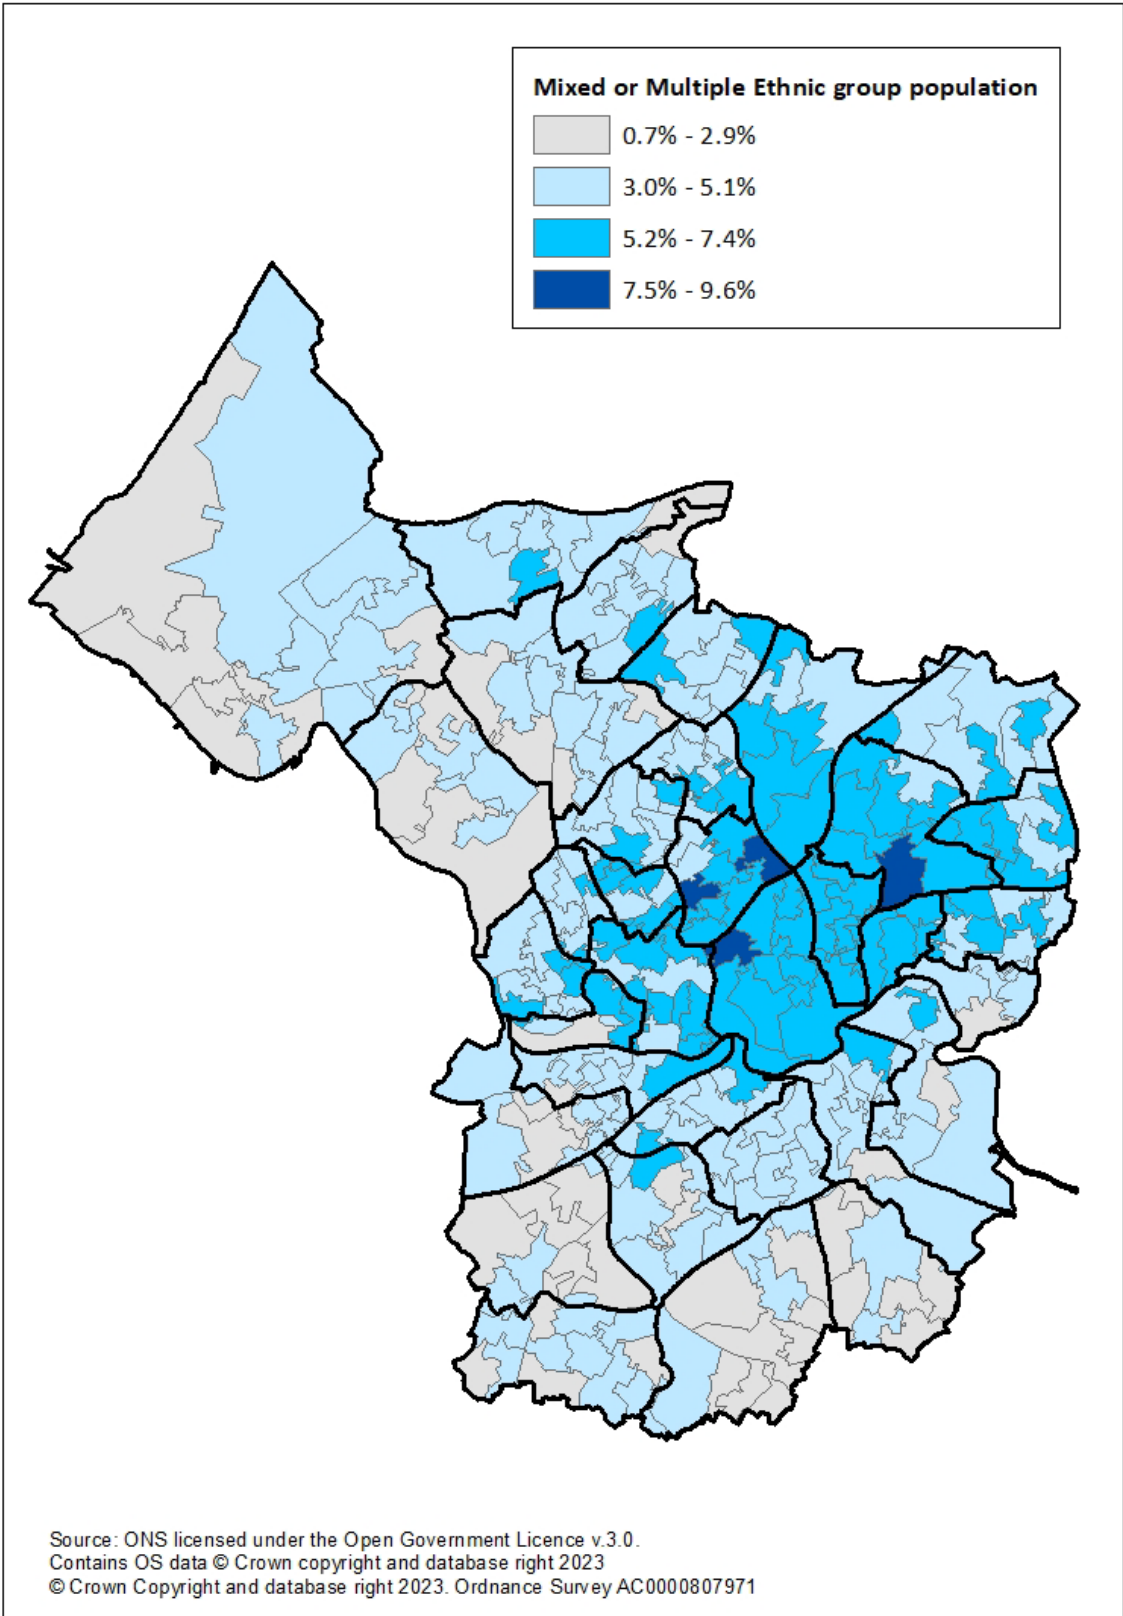 Mixed or Multiple Ethnic group population
0.7% - 2.9%
3.0% - 5.1%
5.2% - 7.4%
7.5% - 9.6%
Source: ONS licensed under the Open Government Licence v.3.0.
Contains OS data © Crown copyright and database right 2023
© Crown Copyright and database right 2023. Ordnance Survey AC0000807971